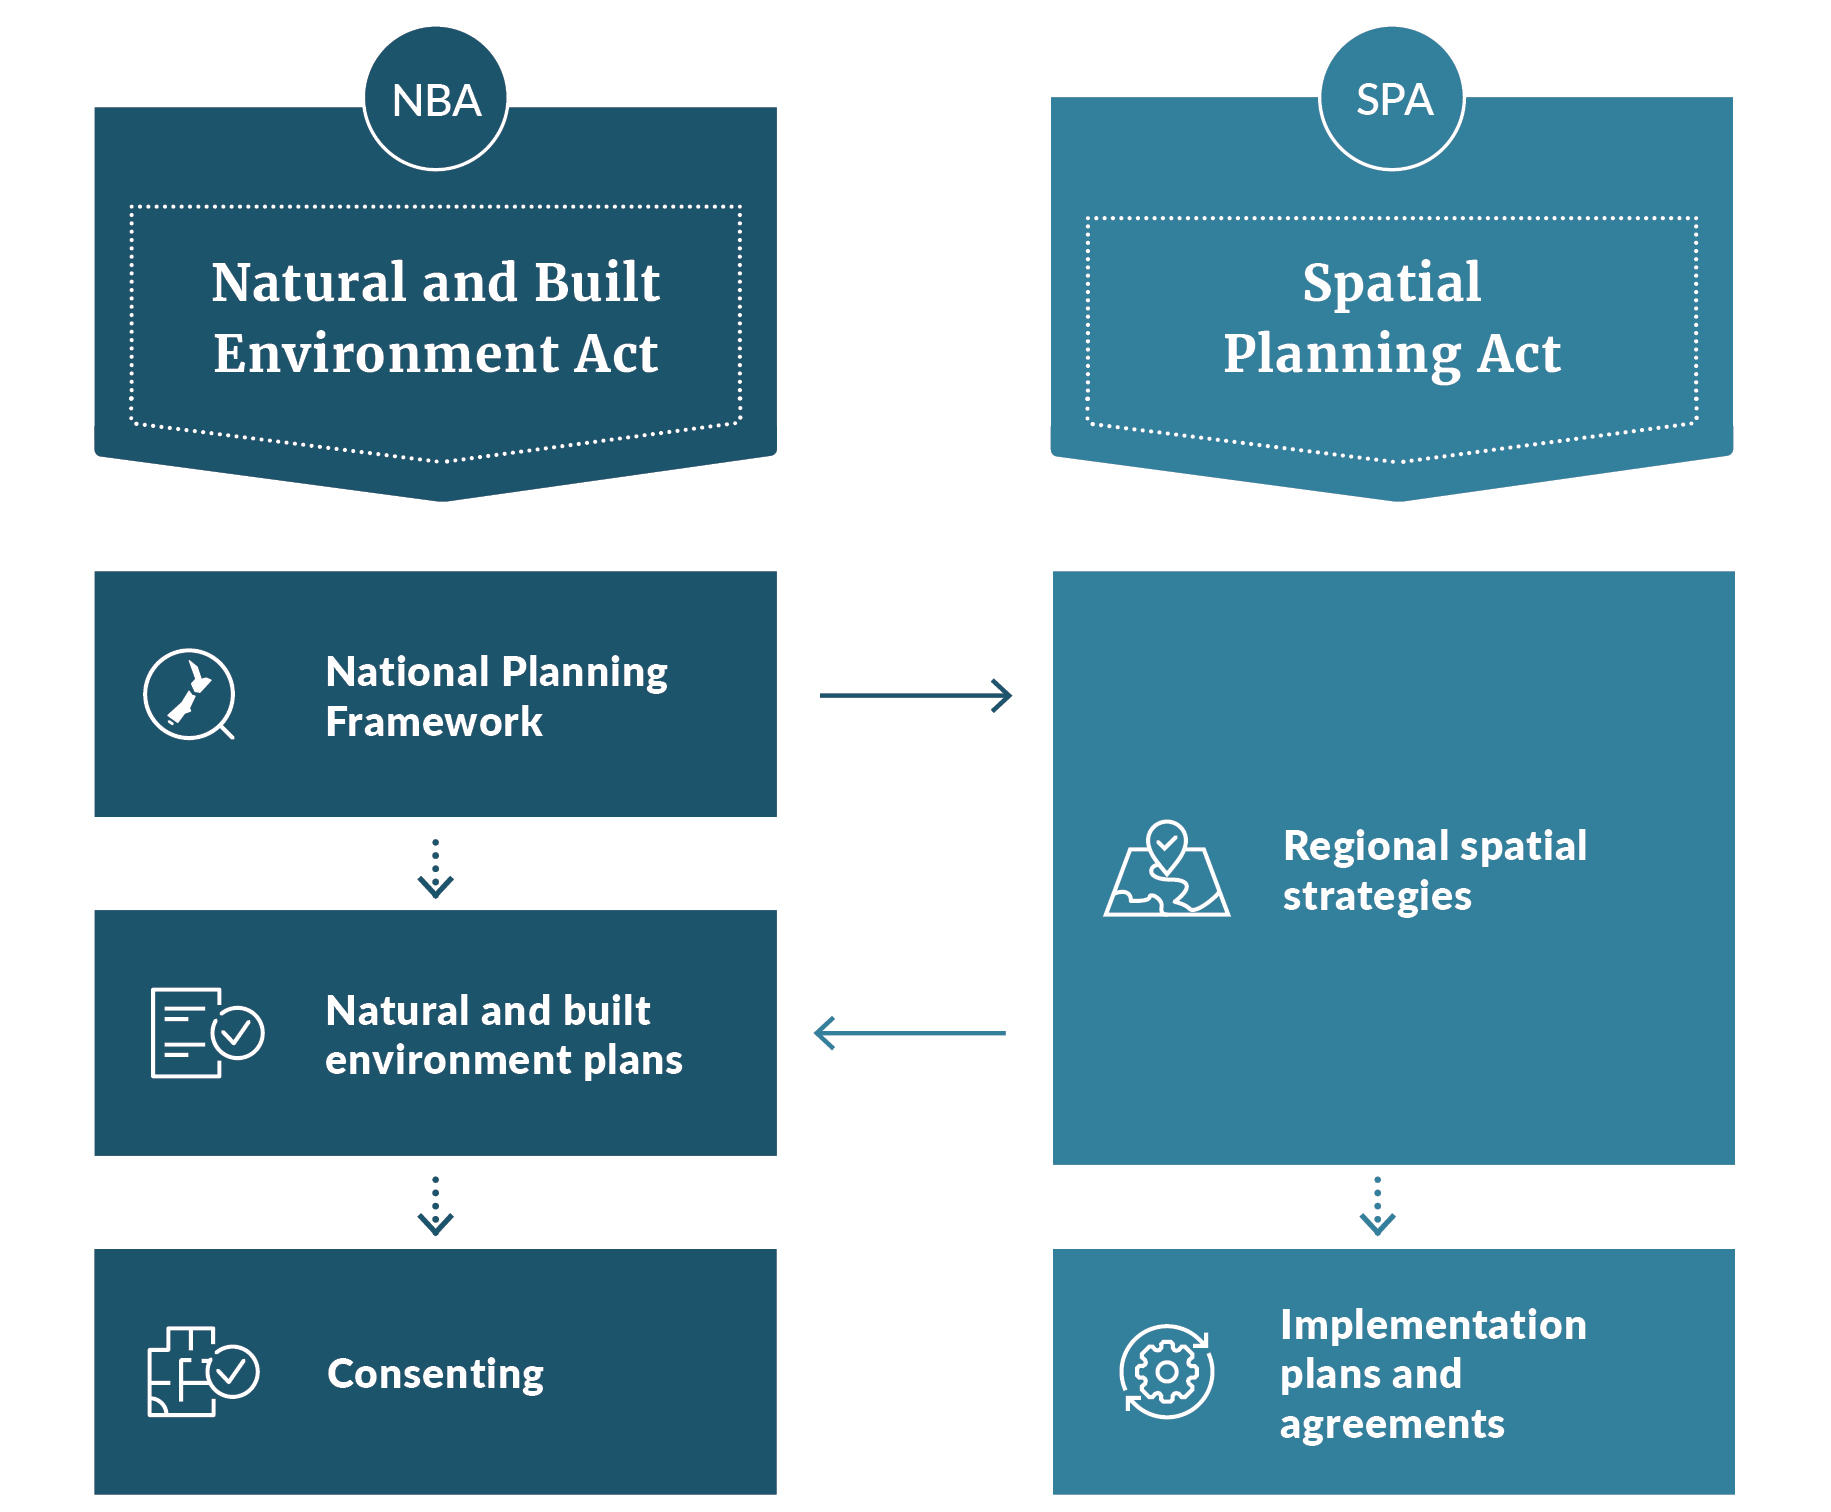 NBA
Natural and Built
Environment Act
SPA
Spatial
Planning Act
National Planning
Framework
Natural and built
environment plans
Consenting
Regional spatial
strategies
Implementation
plans and
agreements